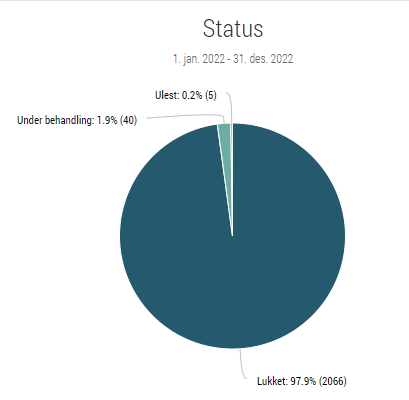 Status
1. jan. 2022 - 31. des. 2022
Ulest: 0.2% (5)
Under behandling: 1.9% (40)
Lukket: 97.9% (2066)